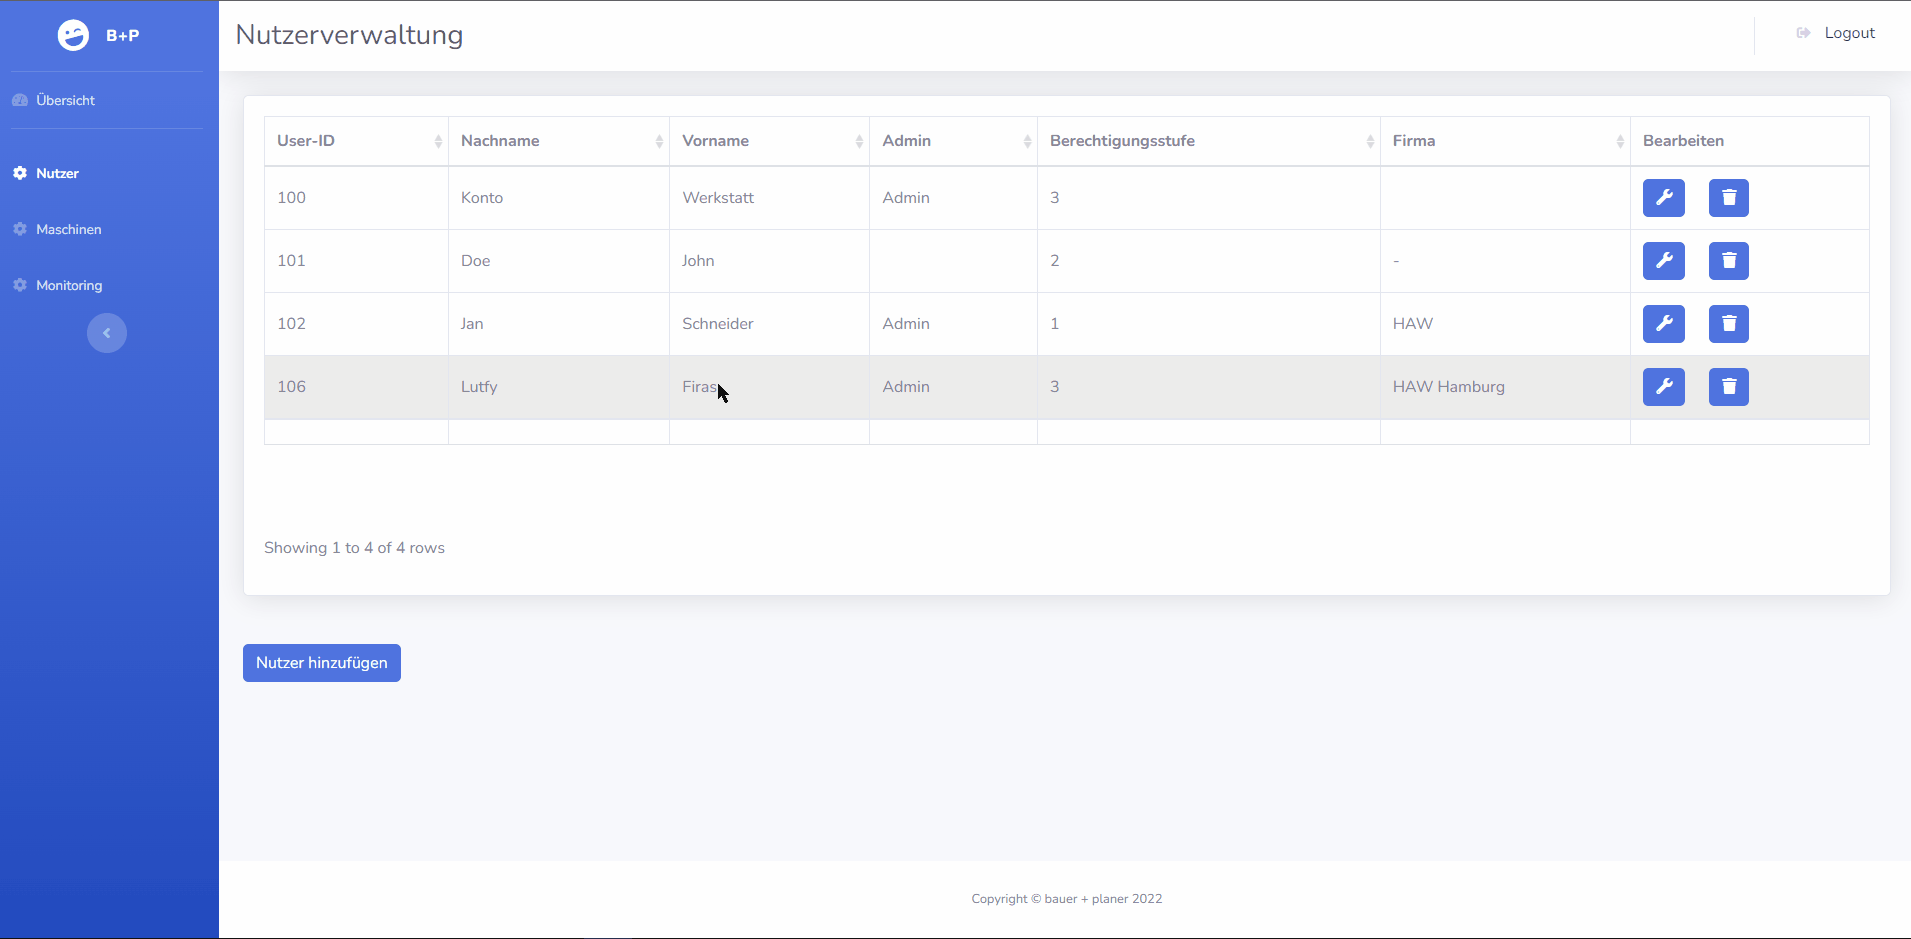 B+P
Nutzerverwaltung
Logout
Übersicht
Nutzer
Maschinen
Monitoring
User-ID Nachname Vorname Admin Berechtigungsstufe Firma Bearbeiten
100 Konto Werkstatt Admin 3
101 Doe John 2 -
102 Jan Schneider Admin 1 HAW
106 Lutfy Firas Admin 3 HAW Hamburg
Showing 1 to 4 of 4 rows
Nutzer hinzufügen
Copyright © bauer + planer 2022